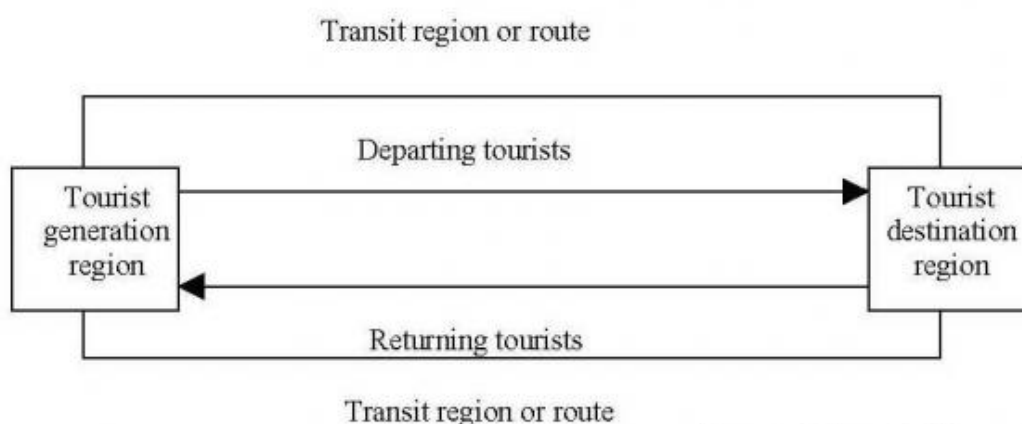 Transit region or route
Departing tourists
Tourist
generation
region
Tourist
destination
region
Returning tourists
Transit region or route